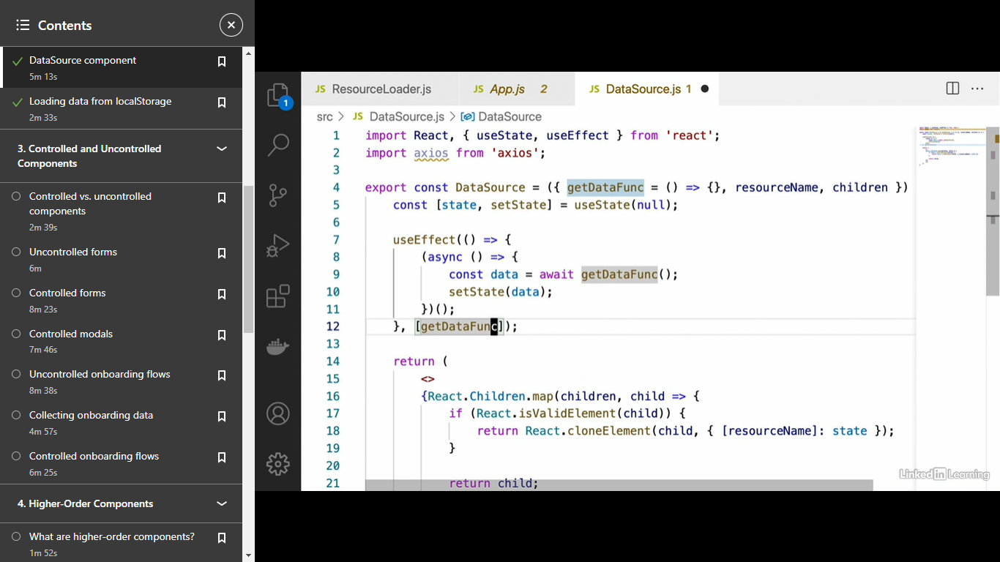 Contents
DataSource component
5m 13s
Loading data from localStorage
2m 33s
3. Controlled and Uncontrolled
Components
Controlled vs. uncontrolled
components
2m 39s
Uncontrolled forms
6m
Controlled forms
8m 23s
Controlled modals
7m 46s
Uncontrolled onboarding flows
8m 38s
Collecting onboarding data
4m 57s
Controlled onboarding flows
6m 25s
4. Higher-Order Components
What are higher-order components?
1m 52s
1
JS ResourceLoader.js
JS App.js 2
JS DataSource.js 1
src > JS DataSource.js > DataSource
1 import React, { useState, useEffect } from 'react';
2 import axios from 'axios';
3
4 export const DataSource = ({ getDataFunc = () => {}, resourceName, children })
5 const [state, setState] = useState(null);
6
7 useEffect(() => {
8 (async () => {
9 const data = await getDataFunc();
10 setState(data);
11 })();
12 }, [getDataFunc]);
13
14 return (
15 <>
16 {React.Children.map(children, child => {
17 if (React.isValidElement(child)) {
18 return React.cloneElement(child, { [resourceName]: state });
19 }
20
21 return child;
LinkedIn Learning